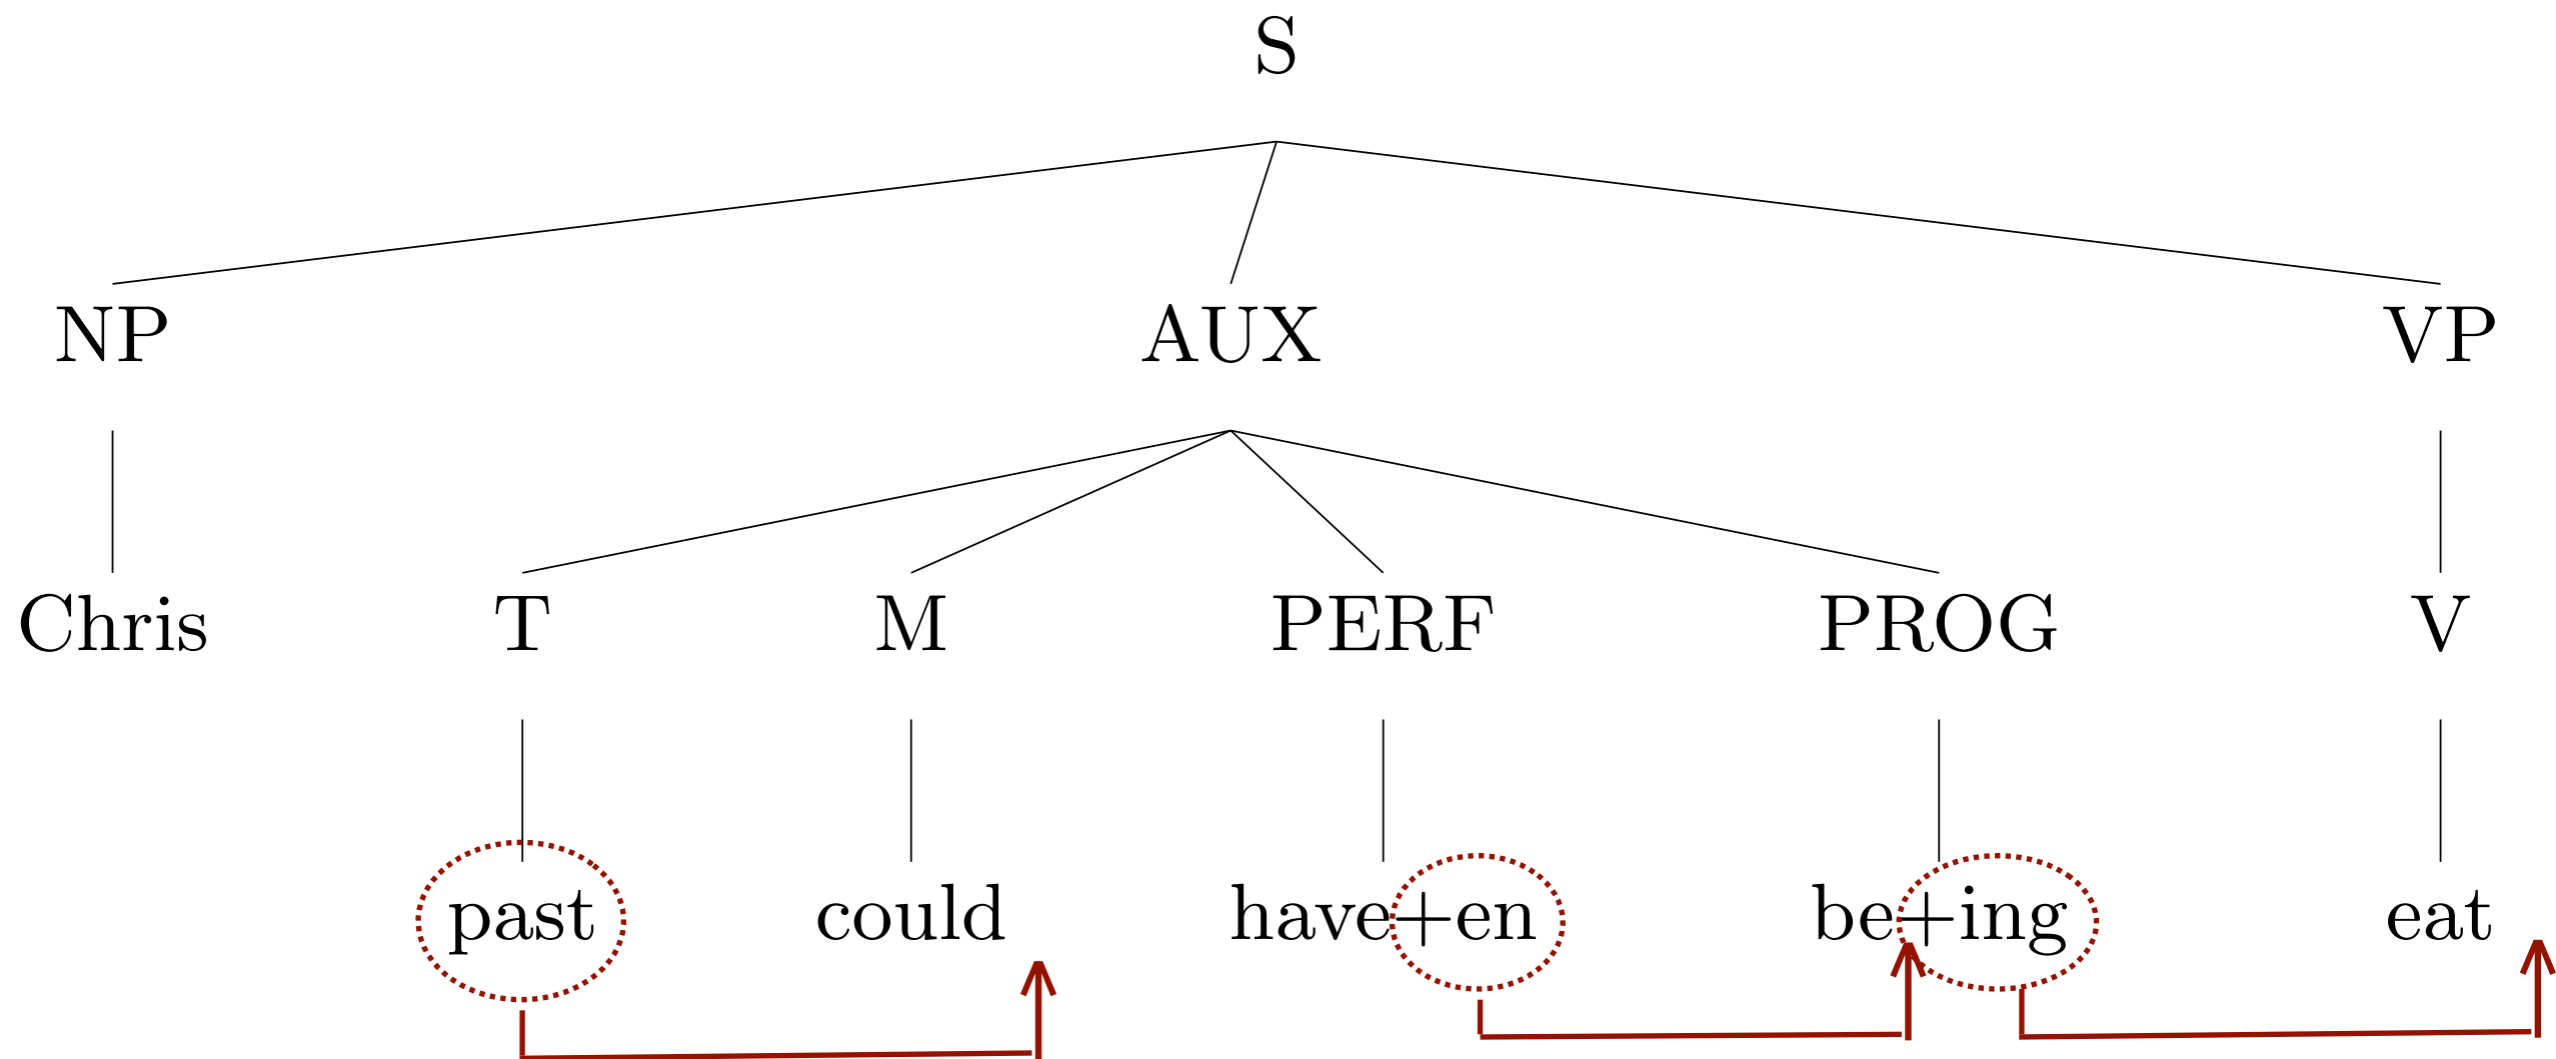 S
NP AUX VP
Chris T M PERF PROG V
past could have+en be+ing eat